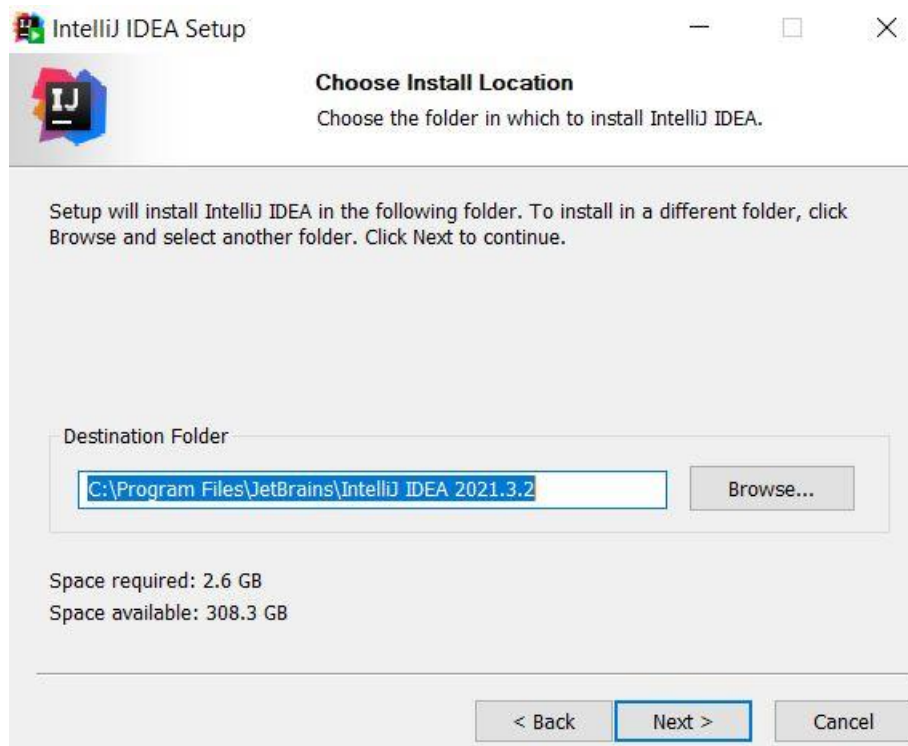 IntelliJ IDEA Setup
IJ
Choose Install Location
Choose the folder in which to install IntelliJ IDEA.
Setup will install IntelliJ IDEA in the following folder. To install in a different folder, click
Browse and select another folder. Click Next to continue.
Destination Folder
C:\Program Files\JetBrains\IntelliJ IDEA 2021.3.2
Browse...
Space required: 2.6 GB
Space available: 308.3 GB
< Back
Next >
Cancel